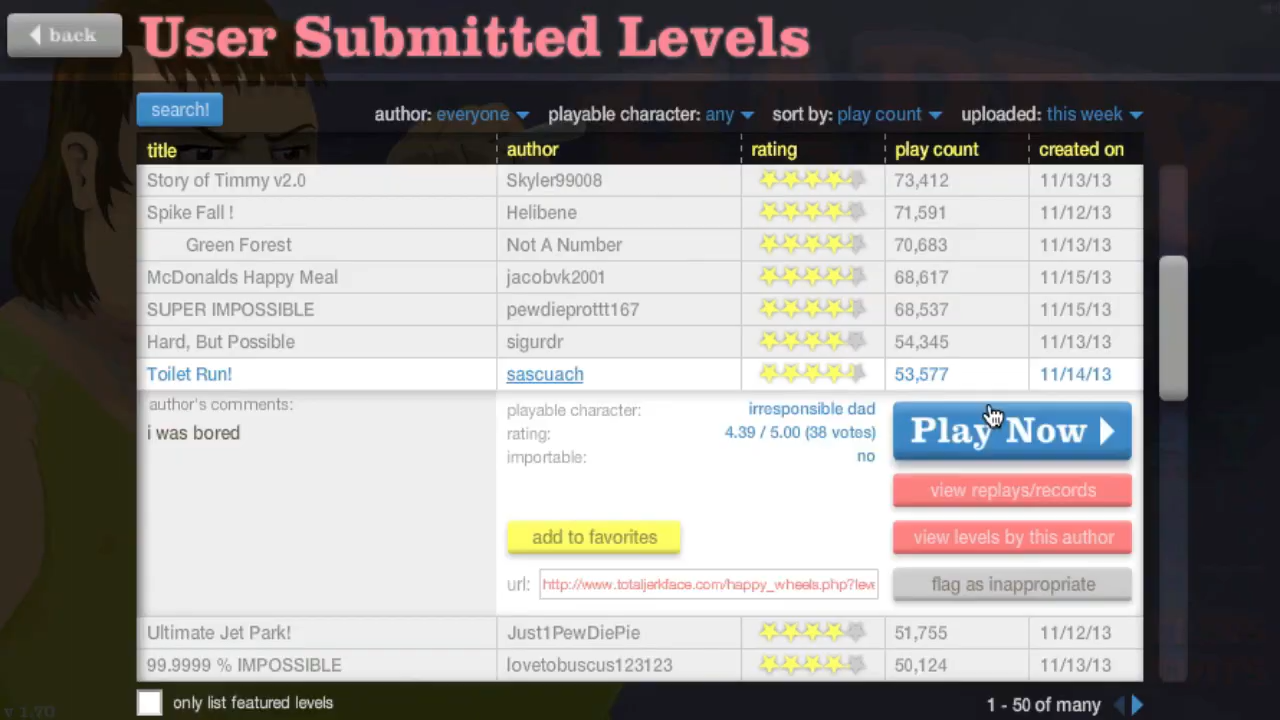 back
User Submitted Levels
search!
author: everyone playable character: any sort by: play count uploaded: this week
title author rating play count created on
Story of Timmy v2.0 Skyler99008 73,412 11/13/13
Spike Fall ! Helibene 71,591 11/12/13
Green Forest Not A Number 70,683 11/13/13
McDonalds Happy Meal jacobvk2001 68,617 11/15/13
SUPER IMPOSSIBLE pewdieprottt167 68,537 11/15/13
Hard, But Possible sigurdr 54,345 11/13/13
Toilet Run! sascuach 53,577 11/14/13
author's comments:
i was bored
playable character: irresponsible dad
rating: 4.39 / 5.00 (38 votes)
importable: no
add to favorites
url: http://www.totaljerkface.com/happy_wheels.php?leve
Play Now
view replays/records
view levels by this author
flag as inappropriate
Ultimate Jet Park! Just1PewDiePie 51,755 11/12/13
99.9999 % IMPOSSIBLE lovetobuscus123123 50,124 11/13/13
only list featured levels
1 - 50 of many
v 1.70